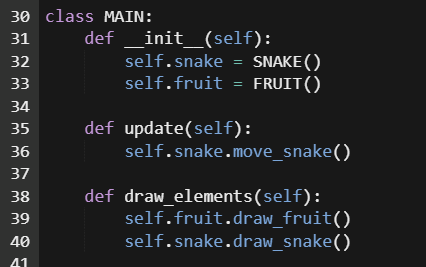 30 class MAIN:
31     def __init__(self):
32         self.snake = SNAKE()
33         self.fruit = FRUIT()
34
35     def update(self):
36         self.snake.move_snake()
37
38     def draw_elements(self):
39         self.fruit.draw_fruit()
40         self.snake.draw_snake()
41